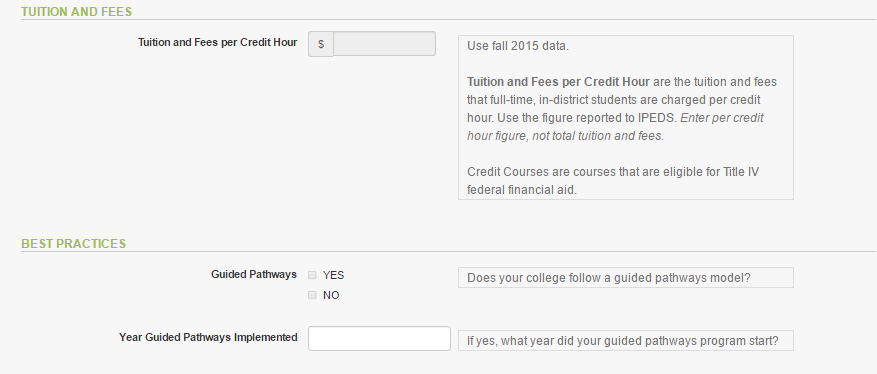 TUITION AND FEES
Tuition and Fees per Credit Hour
$
Use fall 2015 data.
Tuition and Fees per Credit Hour are the tuition and fees
that full-time, in-district students are charged per credit
hour. Use the figure reported to IPEDS. Enter per credit
hour figure, not total tuition and fees.
Credit Courses are courses that are eligible for Title IV
federal financial aid.
BEST PRACTICES
Guided Pathways
YES
NO
Does your college follow a guided pathways model?
Year Guided Pathways Implemented
If yes, what year did your guided pathways program start?